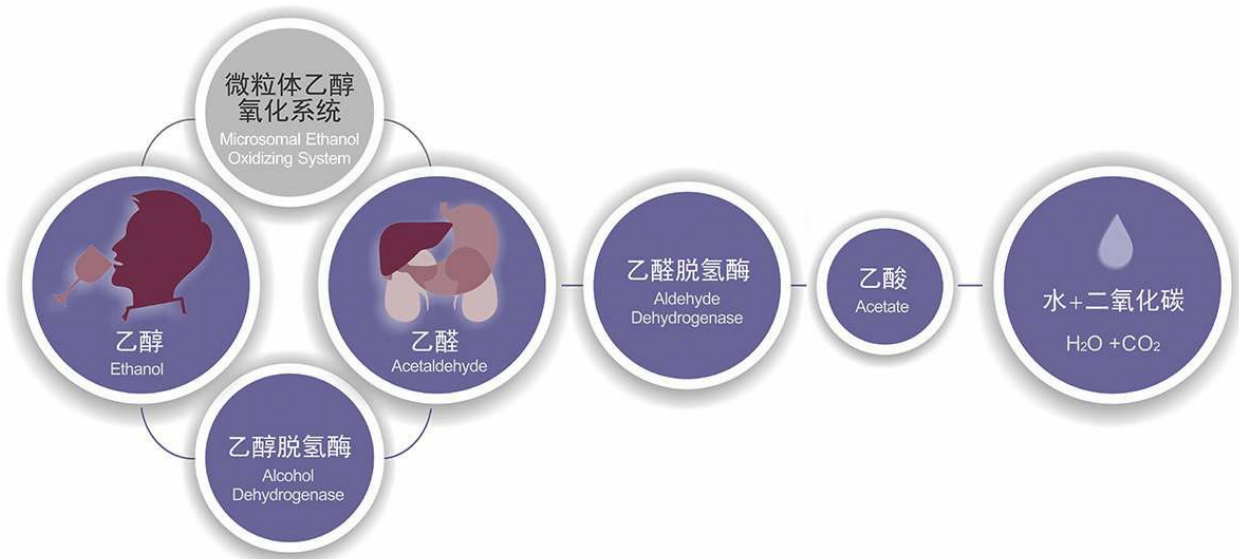 微粒体乙醇
氧化系统
Microsomal Ethanol
Oxidizing System
乙醇
Ethanol
乙醛
Acetaldehyde
乙醇脱氢酶
Alcohol
Dehydrogenase
乙醛脱氢酶
Aldehyde
Dehydrogenase
乙酸
Acetate
水+二氧化碳
H₂O +CO₂